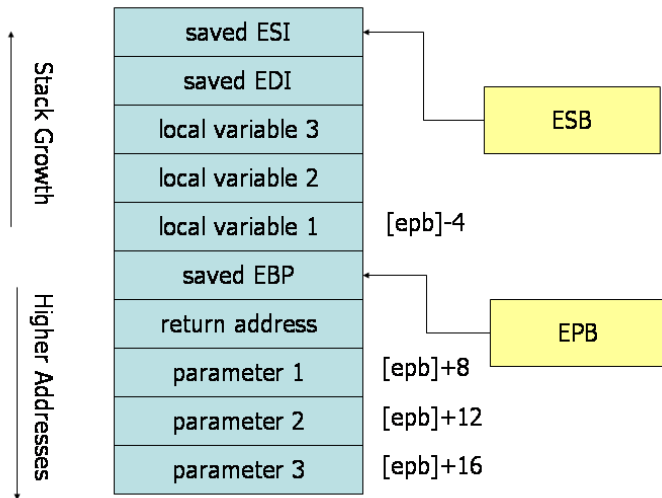 saved ESI
saved EDI
local variable 3
local variable 2
local variable 1
saved EBP
return address
parameter 1
parameter 2
parameter 3
Stack Growth
Higher Addresses
[epb]-4
[epb]+8
[epb]+12
[epb]+16
ESB
EPB